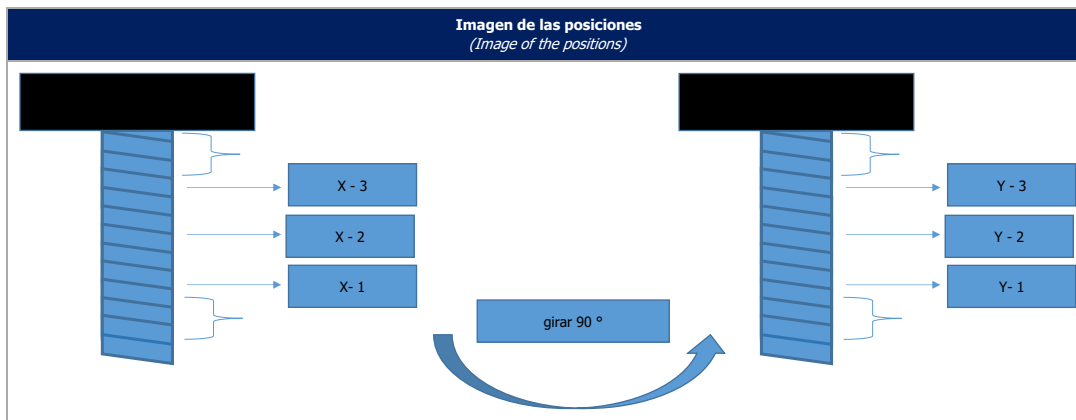 Imagen de las posiciones
(Image of the positions)
X - 3
X - 2
X- 1
girar 90 °
Y - 3
Y - 2
Y- 1